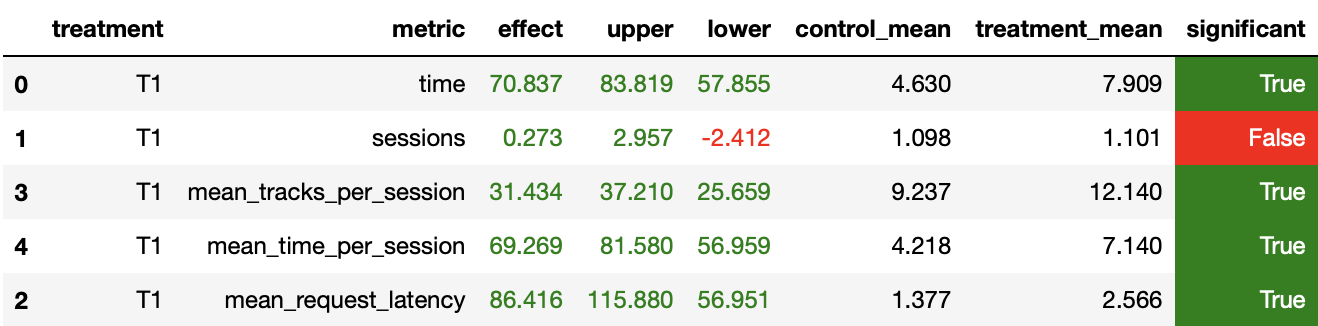 treatment metric effect upper lower control_mean treatment_mean significant
0 T1 time 70.837 83.819 57.855 4.630 7.909 True
1 T1 sessions 0.273 2.957 -2.412 1.098 1.101 False
3 T1 mean_tracks_per_session 31.434 37.210 25.659 9.237 12.140 True
4 T1 mean_time_per_session 69.269 81.580 56.959 4.218 7.140 True
2 T1 mean_request_latency 86.416 115.880 56.951 1.377 2.566 True